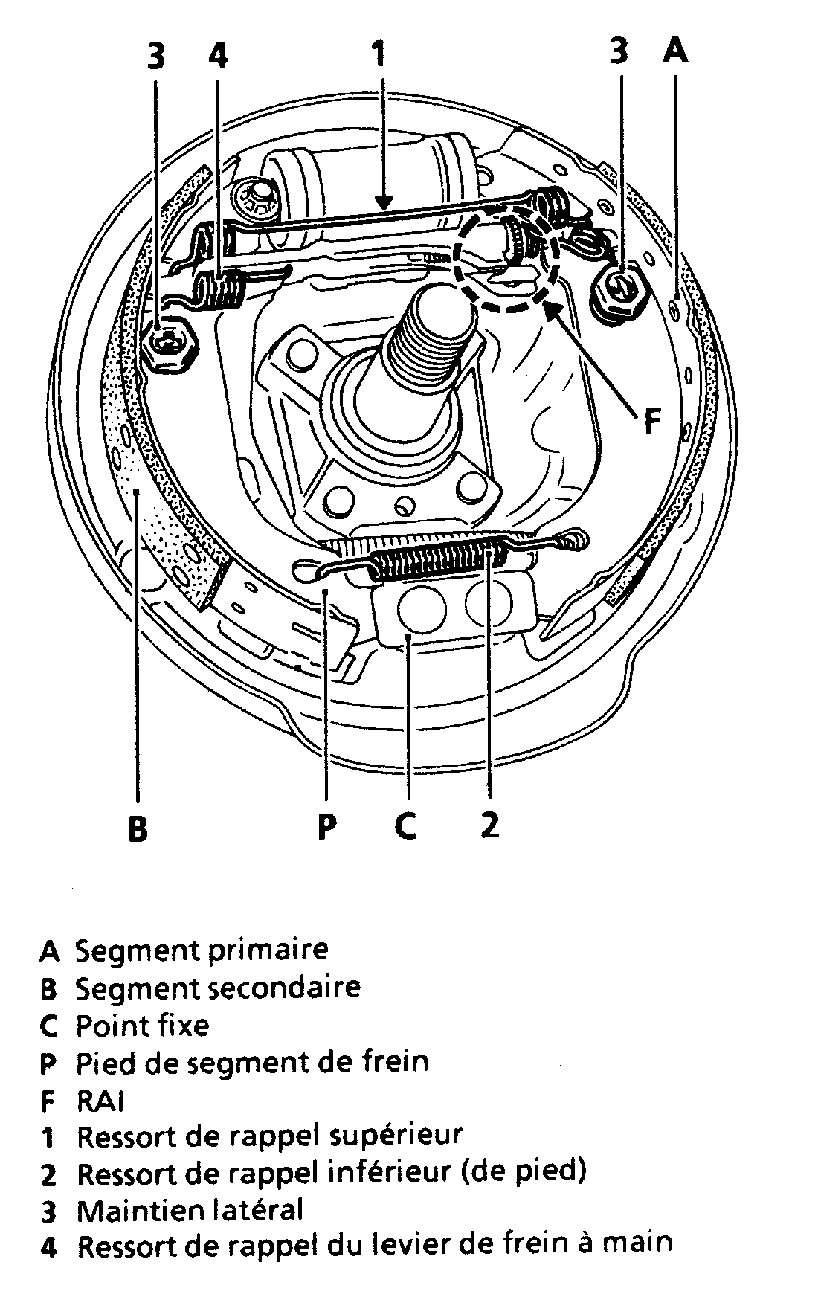 3 4 1 3 A
F
B P C 2
A Segment primaire
B Segment secondaire
C Point fixe
P Pied de segment de frein
F RAI
1 Ressort de rappel supérieur
2 Ressort de rappel inférieur (de pied)
3 Maintien latéral
4 Ressort de rappel du levier de frein à main